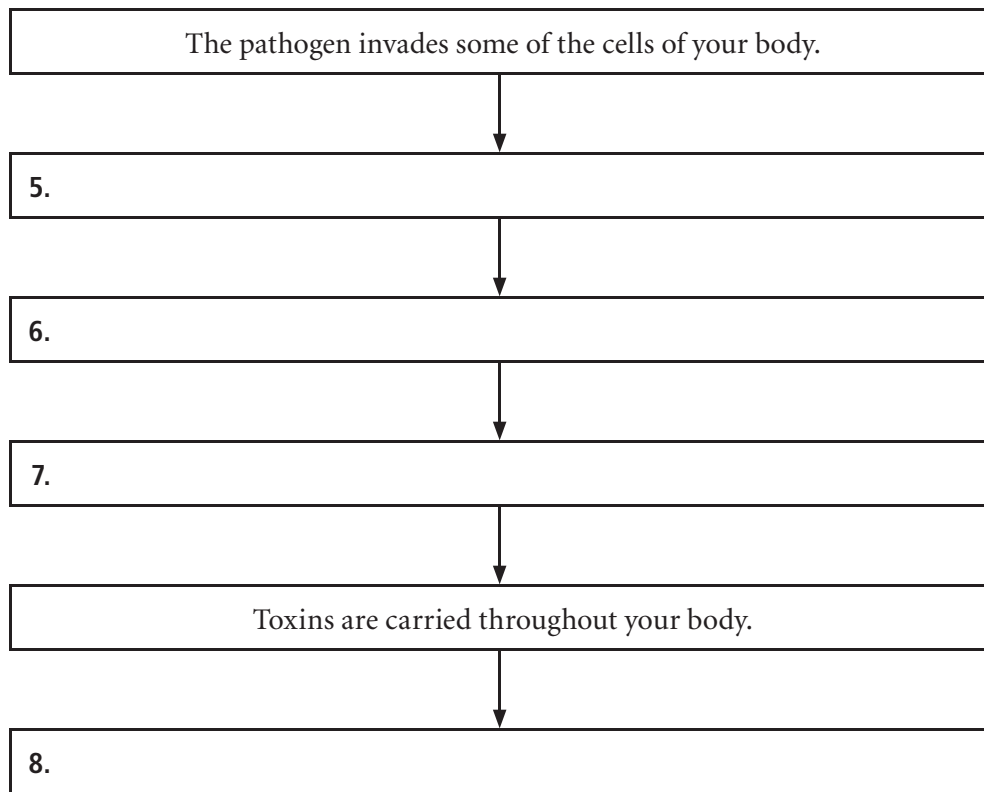 The pathogen invades some of the cells of your body.
5.
6.
7.
Toxins are carried throughout your body.
8.